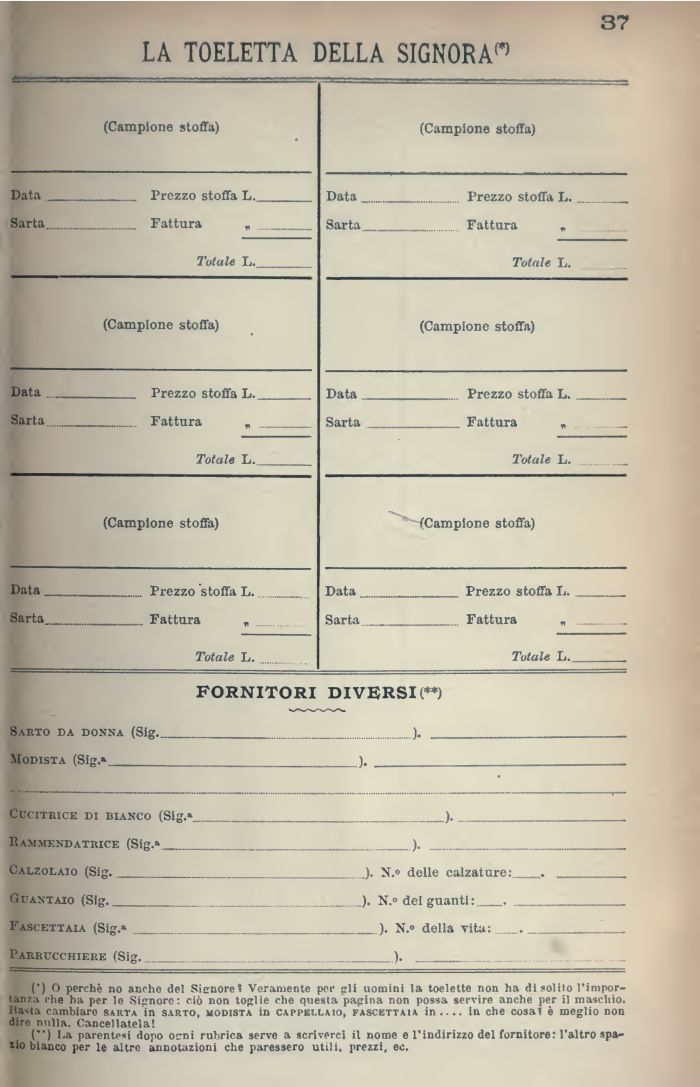 37
LA TOELETTA DELLA SIGNORA(*)
(Campione stoffa)
Data Prezzo stoffa L.
Sarta Fattura „
Totale L.
(Campione stoffa)
Data Prezzo stoffa L.
Sarta Fattura „
Totale L.
(Campione stoffa)
Data Prezzo stoffa L.
Sarta Fattura „
Totale L.
(Campione stoffa)
Data Prezzo stoffa L.
Sarta Fattura „
Totale L.
(Campione stoffa)
Data Prezzo stoffa L.
Sarta Fattura „
Totale L.
(Campione stoffa)
Data Prezzo stoffa L.
Sarta Fattura „
Totale L.
FORNITORI DIVERSI(**)
SARTO DA DONNA (Sig. ).
MODISTA (Sig.ª ).
CUCITRICE DI BIANCO (Sig.ª ).
RAMMENDATRICE (Sig.ª ).
CALZOLAIO (Sig. ). N.º delle calzature: .
GUANTAIO (Sig. ). N.º dei guanti: .
FASCETTAIA (Sig.ª ). N.º della vita: .
PARRUCCHIERE (Sig. ).
(*) O perchè no anche del Signore? Veramente per gli uomini la toelette non ha di solito l'impor-
tanza che ha per le Signore: ciò non toglie che questa pagina non possa servire anche per il maschio.
Basta cambiare SARTA in SARTO, MODISTA in CAPPELLAIO, FASCETTAIA in .... in che cosa? è meglio non
dire nulla. Cancellatela!
(**) La parentesi dopo ogni rubrica serve a scriverci il nome e l'indirizzo del fornitore: l'altro spa-
zio bianco per le altre annotazioni che paressero utili, prezzi, ec.